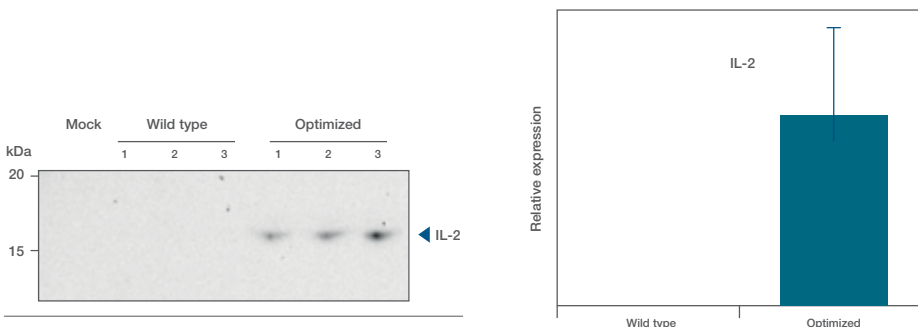 Mock Wild type Optimized
kDa 1 2 3 1 2 3
20
IL-2
15
IL-2
Relative expression
Wild type Optimized